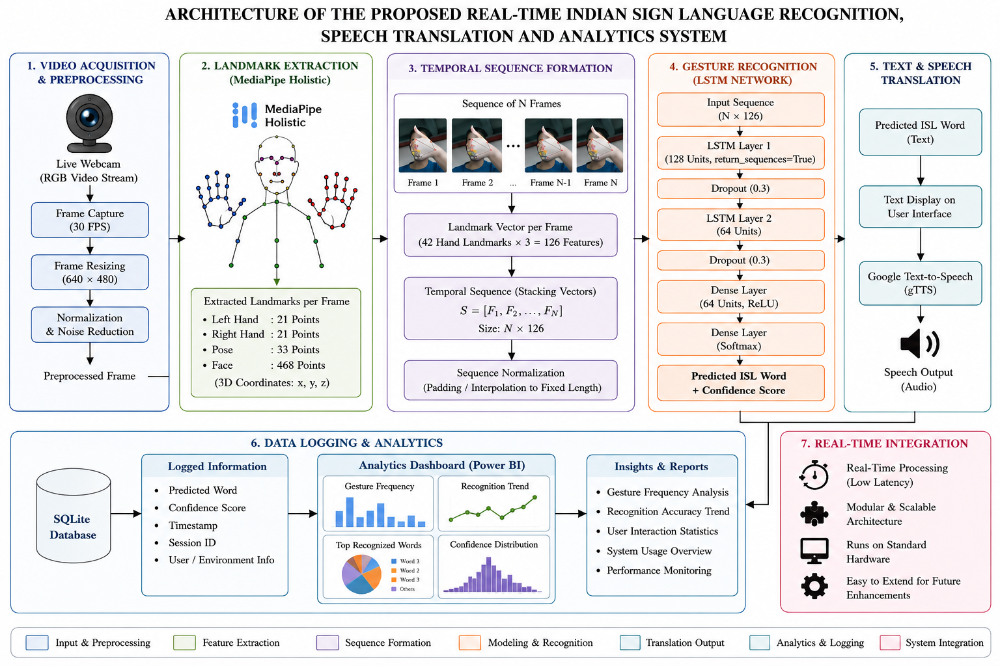 ARCHITECTURE OF THE PROPOSED REAL-TIME INDIAN SIGN LANGUAGE RECOGNITION,
SPEECH TRANSLATION AND ANALYTICS SYSTEM
1. VIDEO ACQUISITION
& PREPROCESSING
Live Webcam
(RGB Video Stream)
Frame Capture
(30 FPS)
Frame Resizing
(640 × 480)
Normalization
& Noise Reduction
Preprocessed Frame
2. LANDMARK EXTRACTION
(MediaPipe Holistic)
MediaPipe
Holistic
Extracted Landmarks per Frame
• Left Hand : 21 Points
• Right Hand : 21 Points
• Pose : 33 Points
• Face : 468 Points
(3D Coordinates: x, y, z)
3. TEMPORAL SEQUENCE FORMATION
Sequence of N Frames
...
Frame 1 Frame 2 ... Frame N-1 Frame N
Landmark Vector per Frame
(42 Hand Landmarks × 3 = 126 Features)
Temporal Sequence (Stacking Vectors)
S = [F₁, F₂, ..., F_N]
Size: N × 126
Sequence Normalization
(Padding / Interpolation to Fixed Length)
4. GESTURE RECOGNITION
(LSTM NETWORK)
Input Sequence
(N × 126)
LSTM Layer 1
(128 Units, return_sequences=True)
Dropout (0.3)
LSTM Layer 2
(64 Units)
Dropout (0.3)
Dense Layer
(64 Units, ReLU)
Dense Layer
(Softmax)
Predicted ISL Word
+ Confidence Score
5. TEXT & SPEECH
TRANSLATION
Predicted ISL Word
(Text)
Text Display on
User Interface
Google Text-to-Speech
(gTTS)
Speech Output
(Audio)
6. DATA LOGGING & ANALYTICS
SQLite
Database
Logged Information
• Predicted Word
• Confidence Score
• Timestamp
• Session ID
• User / Environment Info
Analytics Dashboard (Power BI)
Gesture Frequency
Recognition Trend
Top Recognized Words
Word 3
Word 2
Word 3
Others
Confidence Distribution
Insights & Reports
• Gesture Frequency Analysis
• Recognition Accuracy Trend
• User Interaction Statistics
• System Usage Overview
• Performance Monitoring
7. REAL-TIME INTEGRATION
Real-Time Processing
(Low Latency)
Modular & Scalable
Architecture
Runs on Standard
Hardware
Easy to Extend for Future
Enhancements
Input & Preprocessing
Feature Extraction
Sequence Formation
Modeling & Recognition
Translation Output
Analytics & Logging
System Integration